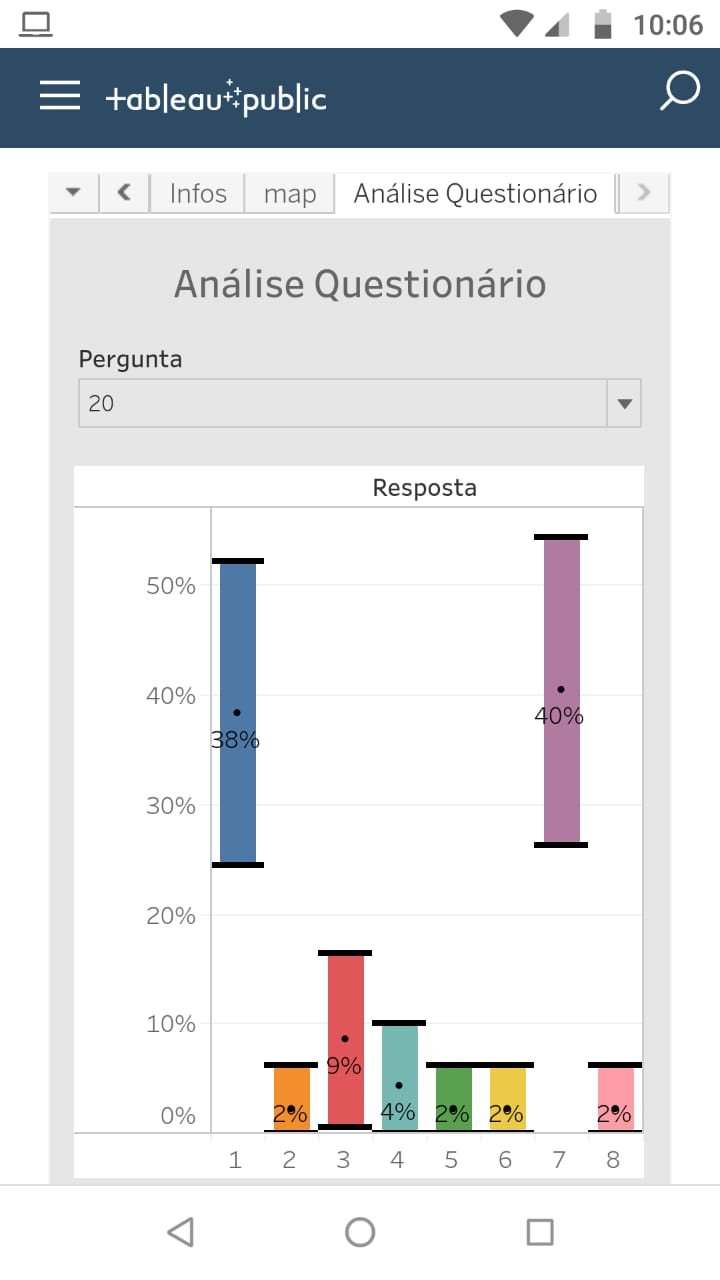 10:06
tableau public
Infos map Análise Questionário
Análise Questionário
Pergunta
20
Resposta
50%
40%
30%
20%
10%
0%
38%
2%
9%
4%
2%
2%
40%
2%
1 2 3 4 5 6 7 8